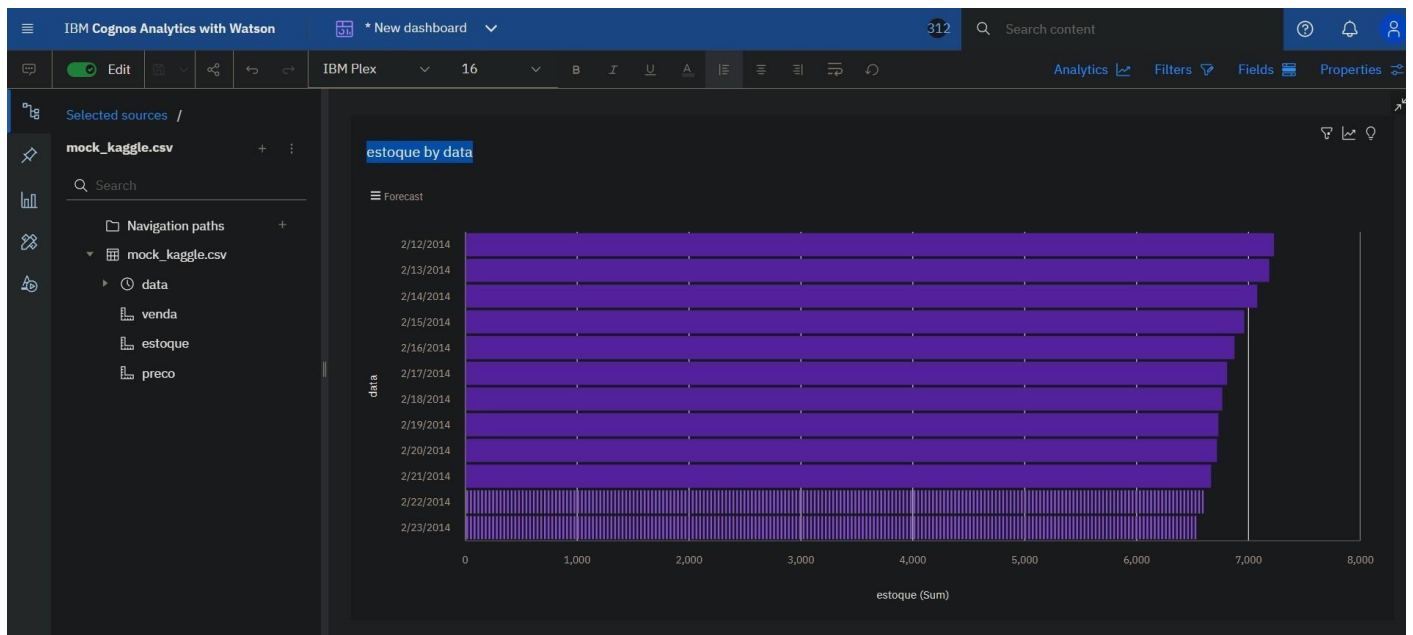 IBM Cognos Analytics with Watson
* New dashboard
312
Search content
Edit
IBM Plex
16
B I U A
Analytics
Filters
Fields
Properties
Selected sources /
mock_kaggle.csv
Search
Navigation paths
mock_kaggle.csv
data
venda
estoque
preco
estoque by data
Forecast
data
2/12/2014
2/13/2014
2/14/2014
2/15/2014
2/16/2014
2/17/2014
2/18/2014
2/19/2014
2/20/2014
2/21/2014
2/22/2014
2/23/2014
0 1,000 2,000 3,000 4,000 5,000 6,000 7,000 8,000
estoque (Sum)